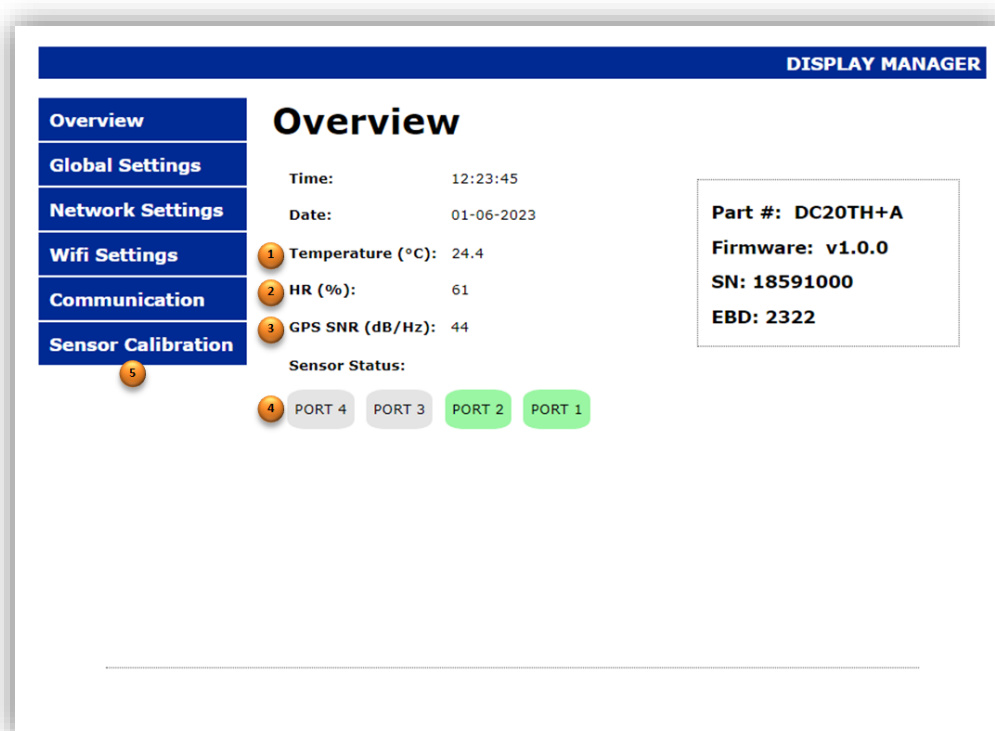 DISPLAY MANAGER
Overview
Global Settings
Network Settings
Wifi Settings
Communication
Sensor Calibration
5
Overview
Time: 12:23:45
Date: 01-06-2023
1 Temperature (°C): 24.4
2 HR (%): 61
3 GPS SNR (dB/Hz): 44
Sensor Status:
4 PORT 4 PORT 3 PORT 2 PORT 1
Part #: DC20TH+A
Firmware: v1.0.0
SN: 18591000
EBD: 2322